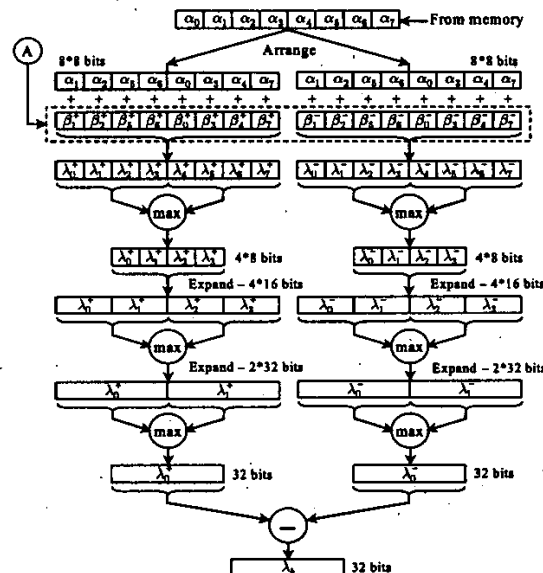 α₀ α₁ α₂ α₃ α₄ α₅ α₆ α₇ From memory
Arrange
A
8*8 bits 8*8 bits
α₁ α₂ α₅ α₆ α₀ α₃ α₄ α₇ α₁ α₂ α₅ α₆ α₀ α₃ α₄ α₇
+ + + + + + + + + + + + + + + +
β₁⁺ β₂⁺ β₅⁺ β₆⁺ β₀⁺ β₃⁺ β₄⁺ β₇⁺ β₁⁻ β₂⁻ β₅⁻ β₆⁻ β₀⁻ β₃⁻ β₄⁻ β₇⁻
λ₀⁺ λ₁⁺ λ₂⁺ λ₃⁺ λ₄⁺ λ₅⁺ λ₆⁺ λ₇⁺ λ₀⁻ λ₁⁻ λ₂⁻ λ₃⁻ λ₄⁻ λ₅⁻ λ₆⁻ λ₇⁻
max max
λ₀⁺ λ₁⁺ λ₂⁺ λ₃⁺ 4*8 bits λ₀⁻ λ₁⁻ λ₂⁻ λ₃⁻ 4*8 bits
Expand – 4*16 bits Expand – 4*16 bits
λ₀⁺ λ₁⁺ λ₂⁺ λ₃⁺ λ₀⁻ λ₁⁻ λ₂⁻ λ₃⁻
max max
Expand – 2*32 bits Expand – 2*32 bits
λ₀⁺ λ₁⁺ λ₀⁻ λ₁⁻
max max
λ₀⁺ 32 bits λ₀⁻ 32 bits
–
32 bits